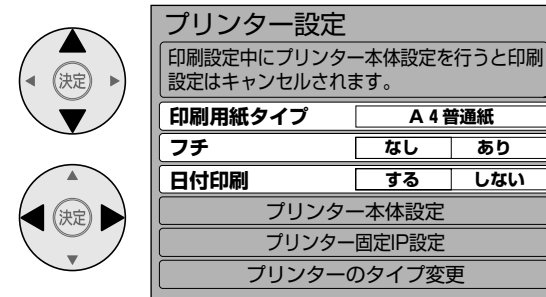 決定
決定
プリンター設定
印刷設定中にプリンター本体設定を行うと印刷
設定はキャンセルされます。
印刷用紙タイプ A4普通紙
フチ なし あり
日付印刷 する しない
プリンター本体設定
プリンター固定IP設定
プリンターのタイプ変更